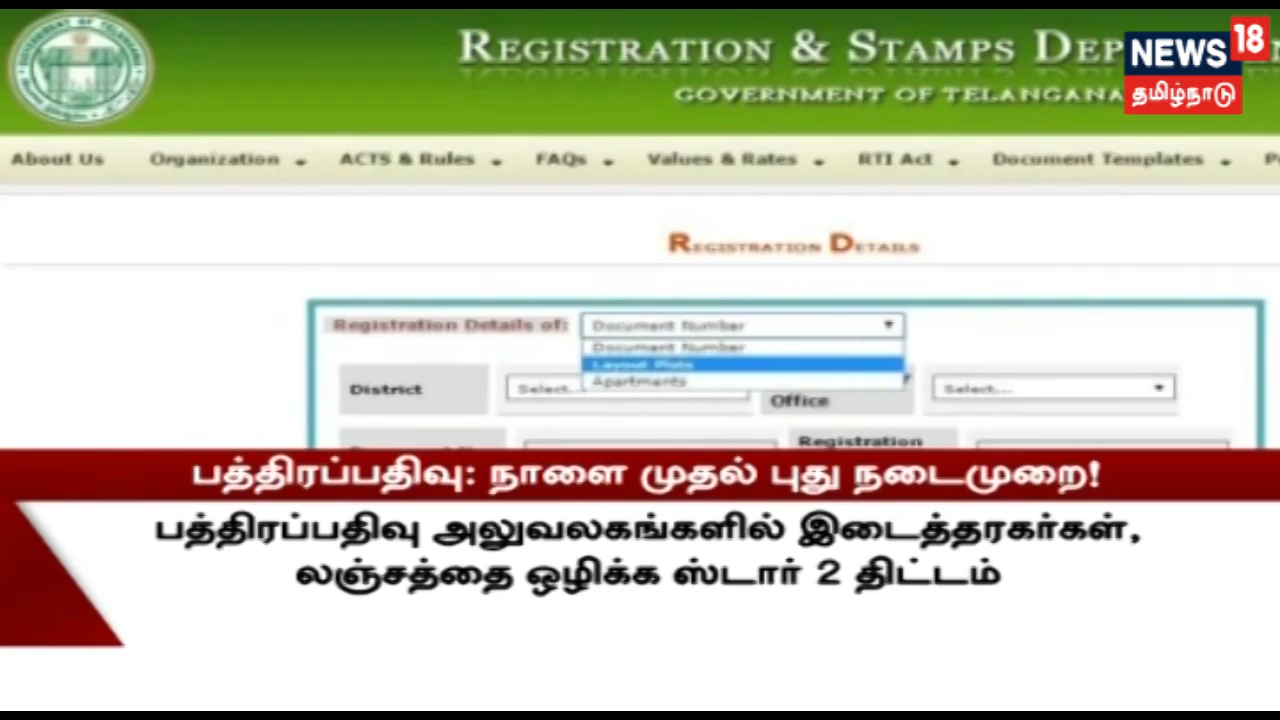 REGISTRATION & STAMPS DEP
GOVERNMENT OF TELANGANA
NEWS 18
தமிழ்நாடு
About Us Organization ACTS & Rules FAQs Values & Rates RTI Act Document Templates
REGISTRATION DETAILS
Registration Details of: Document Number
Document Number
Layout Plots
Apartments
District Select... Office Select...
Registration
பத்திரப்பதிவு: நாளை முதல் புது நடைமுறை!
பத்திரப்பதிவு அலுவலகங்களில் இடைத்தரகர்கள்,
லஞ்சத்தை ஒழிக்க ஸ்டார் 2 திட்டம்